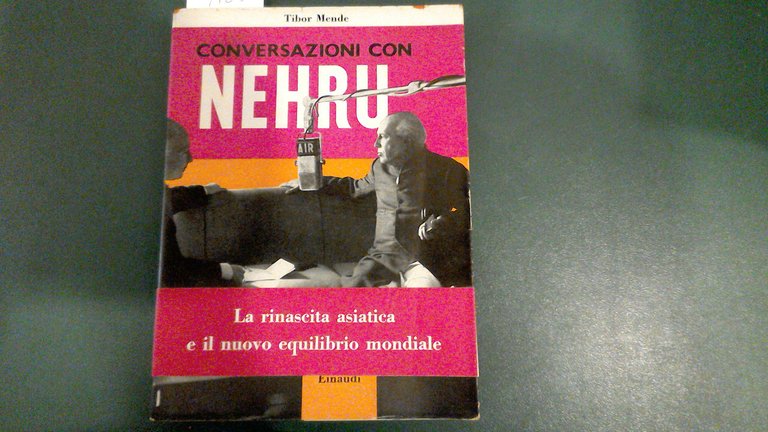 Tibor Mende
CONVERSAZIONI CON
NEHRU
AIR
La rinascita asiatica
e il nuovo equilibrio mondiale
Einaudi